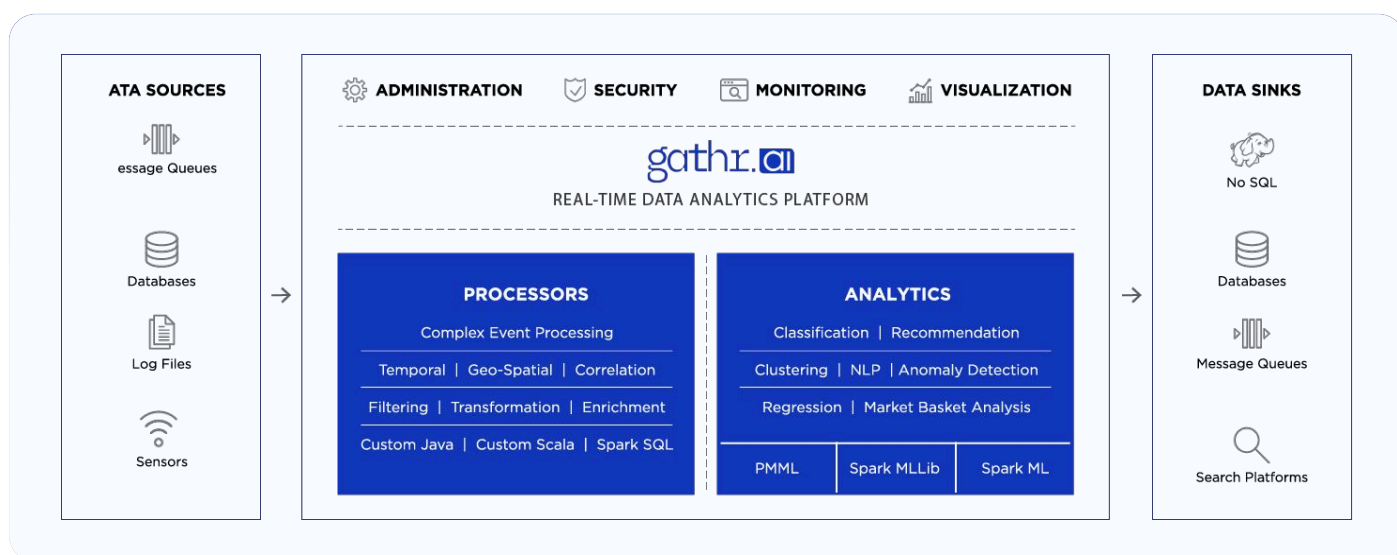 ATA SOURCES
essage Queues
Databases
Log Files
Sensors
ADMINISTRATION
SECURITY
MONITORING
VISUALIZATION
gathr.ai
REAL-TIME DATA ANALYTICS PLATFORM
PROCESSORS
Complex Event Processing
Temporal | Geo-Spatial | Correlation
Filtering | Transformation | Enrichment
Custom Java | Custom Scala | Spark SQL
ANALYTICS
Classification | Recommendation
Clustering | NLP | Anomaly Detection
Regression | Market Basket Analysis
PMML
Spark MLLib
Spark ML
DATA SINKS
No SQL
Databases
Message Queues
Search Platforms